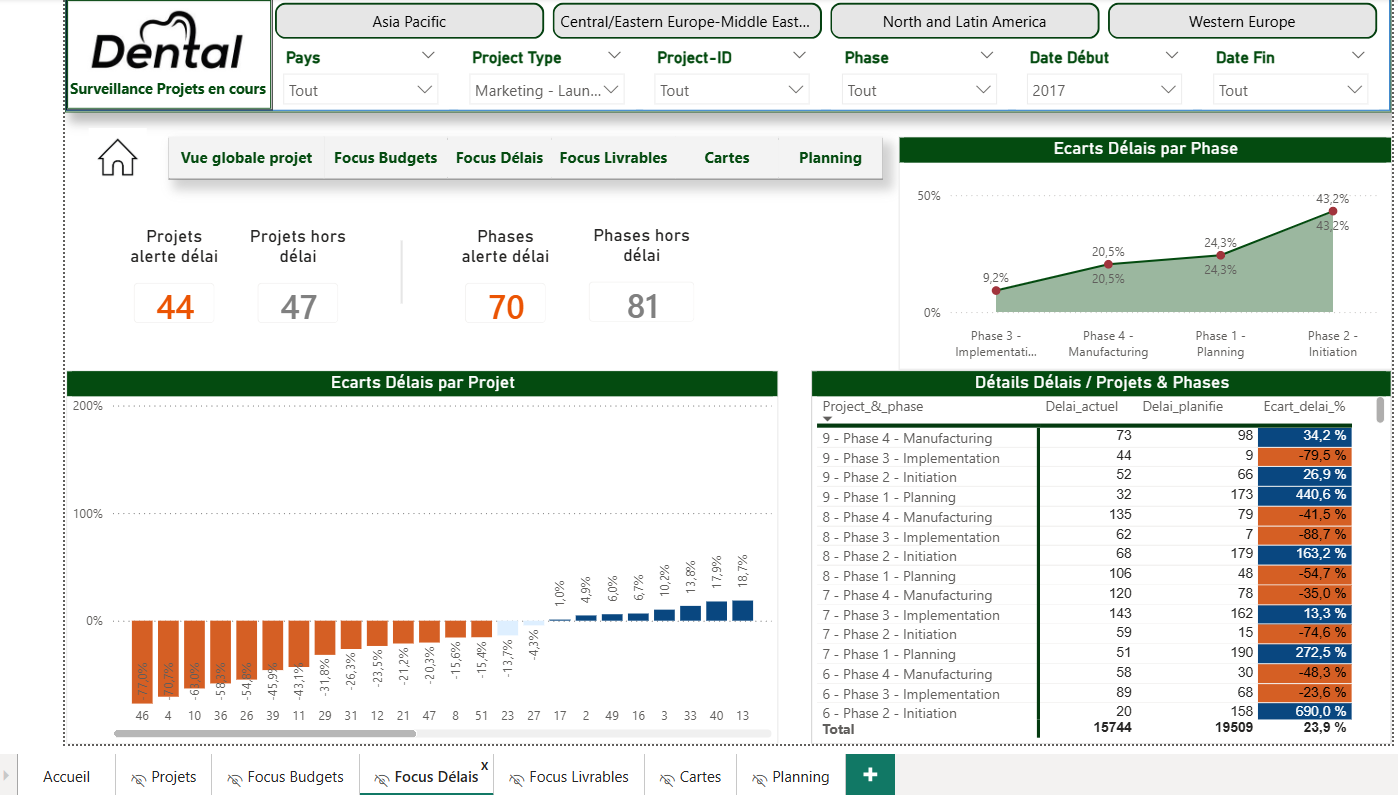 Dental
Surveillance Projets en cours
Asia Pacific
Central/Eastern Europe-Middle East...
North and Latin America
Western Europe
Pays
Project Type
Project-ID
Phase
Date Début
Date Fin
Tout
Marketing - Laun...
Tout
Tout
2017
Tout
Vue globale projet
Focus Budgets
Focus Délais
Focus Livrables
Cartes
Planning
Projets
alerte délai
44
Projets hors
délai
47
Phases
alerte délai
70
Phases hors
délai
81
Ecarts Délais par Phase
50%
0%
9,2%
20,5%
20,5%
24,3%
24,3%
43,2%
43,2%
Phase 3 -
Implementati...
Phase 4 -
Manufacturing
Phase 1 -
Planning
Phase 2 -
Initiation
Ecarts Délais par Projet
200%
100%
0%
-77,0% -70,7% -63,0% -58,3% -54,8% -45,9% -43,1% -31,8% -26,3% -23,5% -21,2% -20,3% -15,6% -15,4% -13,7% -4,3% 1,0% 4,9% 6,0% 6,7% 10,2% 13,8% 17,9% 18,7%
46 4 10 36 26 39 11 29 31 12 21 47 8 51 23 27 17 2 49 16 3 33 40 13
Détails Délais / Projets & Phases
Project_&_phase Delai_actuel Delai_planifie Ecart_delai_%
9 - Phase 4 - Manufacturing 73 98 34,2 %
9 - Phase 3 - Implementation 44 9 -79,5 %
9 - Phase 2 - Initiation 52 66 26,9 %
9 - Phase 1 - Planning 32 173 440,6 %
8 - Phase 4 - Manufacturing 135 79 -41,5 %
8 - Phase 3 - Implementation 62 7 -88,7 %
8 - Phase 2 - Initiation 68 179 163,2 %
8 - Phase 1 - Planning 106 48 -54,7 %
7 - Phase 4 - Manufacturing 120 78 -35,0 %
7 - Phase 3 - Implementation 143 162 13,3 %
7 - Phase 2 - Initiation 59 15 -74,6 %
7 - Phase 1 - Planning 51 190 272,5 %
6 - Phase 4 - Manufacturing 58 30 -48,3 %
6 - Phase 3 - Implementation 89 68 -23,6 %
6 - Phase 2 - Initiation 20 158 690,0 %
Total 15744 19509 23,9 %
Accueil
Projets
Focus Budgets
Focus Délais
x
Focus Livrables
Cartes
Planning
+